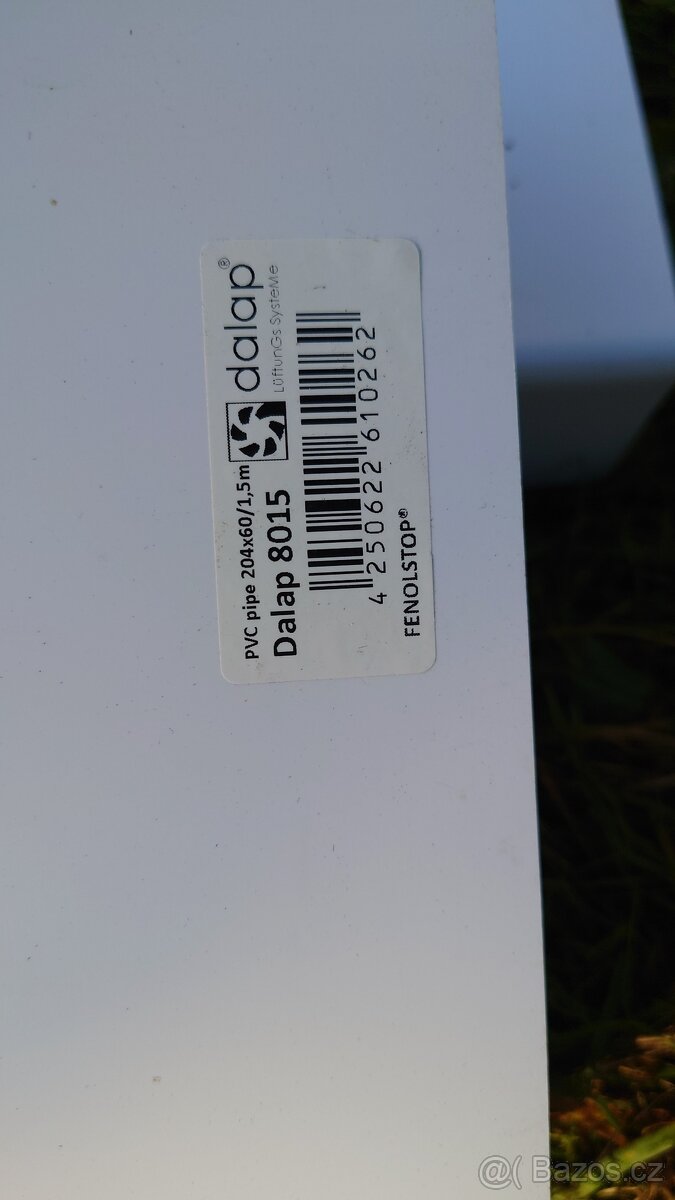 PVC pipe 204x60/1,5m
Dalap 8015
dalap®
LüftunGs SysteMe
4 250622 610262
FENOLSTOP®
@( Bazos.cz